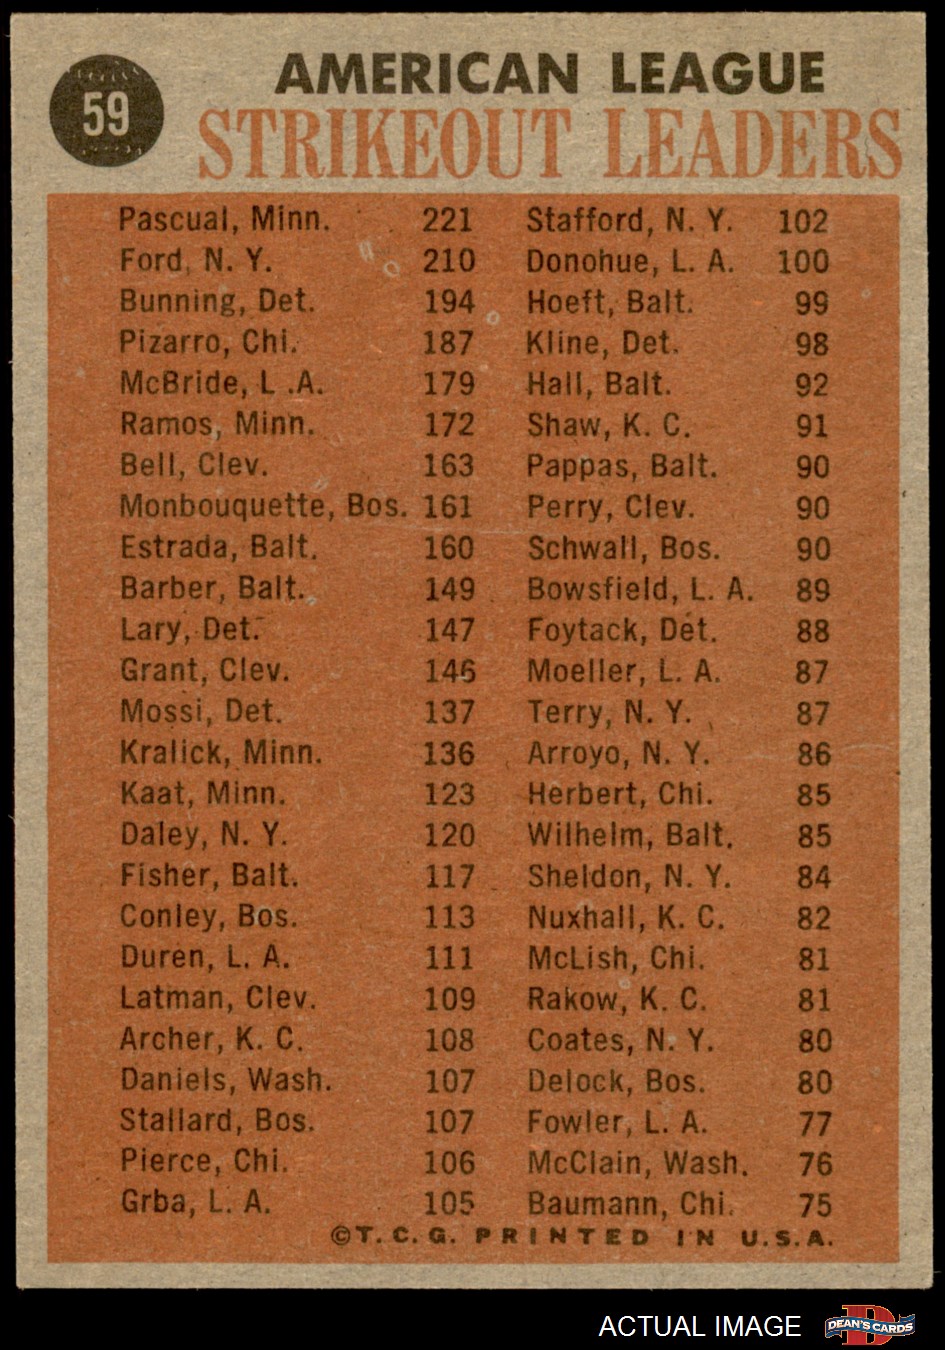 59
AMERICAN LEAGUE
STRIKEOUT LEADERS
Pascual, Minn. 221
Ford, N. Y. 210
Bunning, Det. 194
Pizarro, Chi. 187
McBride, L .A. 179
Ramos, Minn. 172
Bell, Clev. 163
Monbouquette, Bos. 161
Estrada, Balt. 160
Barber, Balt. 149
Lary, Det. 147
Grant, Clev. 146
Mossi, Det. 137
Kralick, Minn. 136
Kaat, Minn. 123
Daley, N. Y. 120
Fisher, Balt. 117
Conley, Bos. 113
Duren, L. A. 111
Latman, Clev. 109
Archer, K. C. 108
Daniels, Wash. 107
Stallard, Bos. 107
Pierce, Chi. 106
Grba, L. A. 105
Stafford, N. Y. 102
Donohue, L. A. 100
Hoeft, Balt. 99
Kline, Det. 98
Hall, Balt. 92
Shaw, K. C. 91
Pappas, Balt. 90
Perry, Clev. 90
Schwall, Bos. 90
Bowsfield, L. A. 89
Foytack, Det. 88
Moeller, L. A. 87
Terry, N. Y. 87
Arroyo, N. Y. 86
Herbert, Chi. 85
Wilhelm, Balt. 85
Sheldon, N. Y. 84
Nuxhall, K. C. 82
McLish, Chi. 81
Rakow, K. C. 81
Coates, N. Y. 80
Delock, Bos. 80
Fowler, L. A. 77
McClain, Wash. 76
Baumann, Chi. 75
©T. C. G. PRINTED IN U.S.A.
ACTUAL IMAGE
DEAN'S CARDS